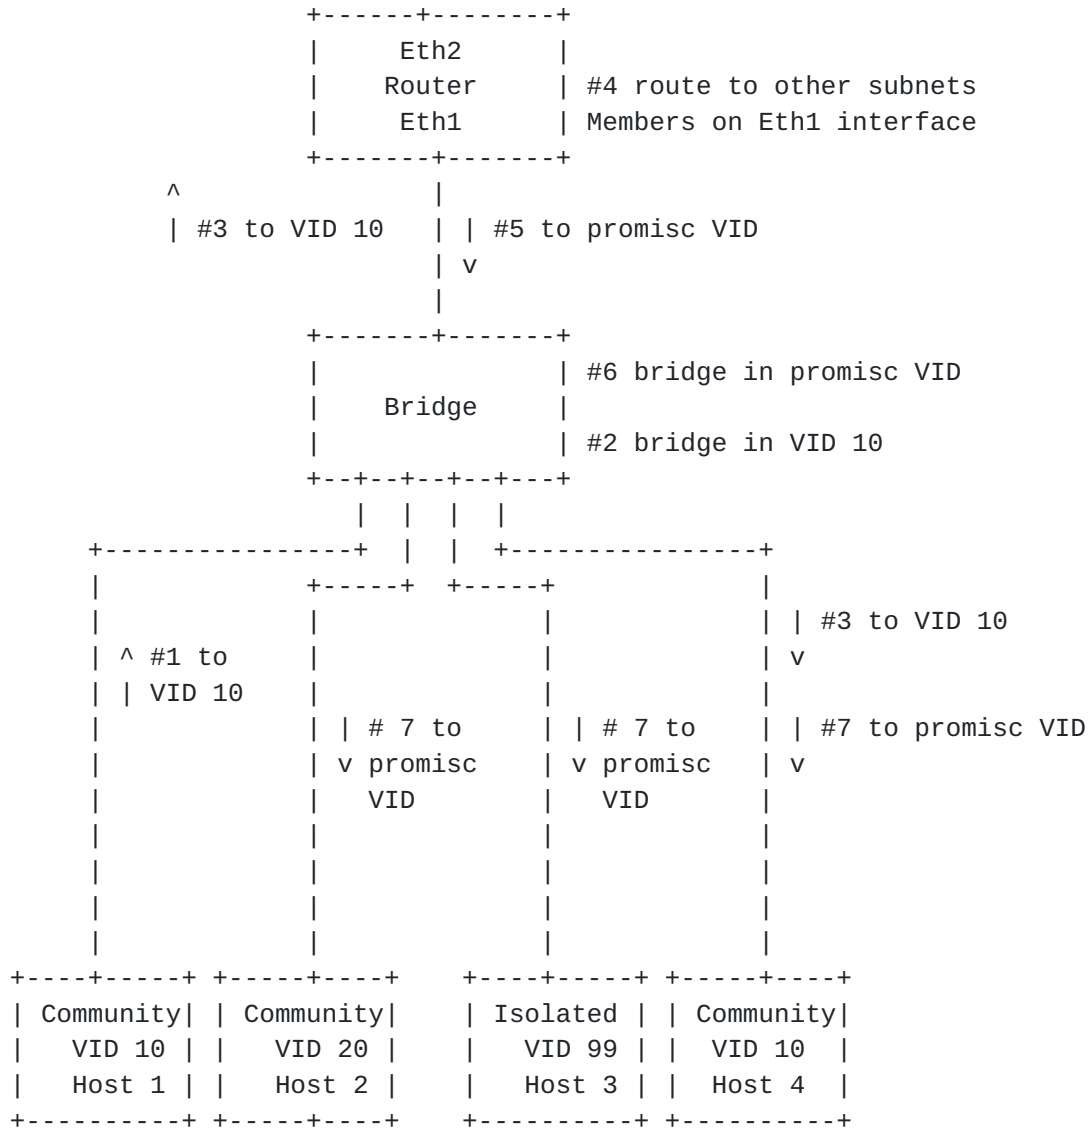 Eth2
Router #4 route to other subnets
Eth1 Members on Eth1 interface
#3 to VID 10 #5 to promisc VID
#6 bridge in promisc VID
Bridge
#2 bridge in VID 10
#3 to VID 10
#1 to
VID 10
# 7 to # 7 to #7 to promisc VID
promisc promisc
VID VID
Community Community Isolated Community
VID 10 VID 20 VID 99 VID 10
Host 1 Host 2 Host 3 Host 4